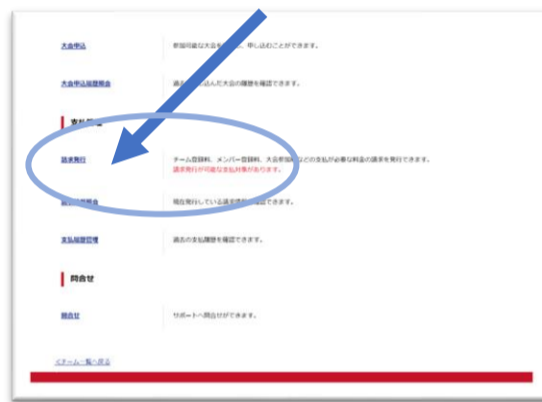 大会申込
参加可能な大会を 、申し込むことができます。
大会申込履歴照会
過去 込んだ大会の履歴を確認できます。
支払管理
請求発行
チーム登録料、メンバー登録料、大会参加料などの支払が必要な料金の請求を発行できます。
請求発行が可能な支払対象があります。
現在発行している請求 確認できます。
支払履歴管理
過去の支払履歴を確認できます。
問合せ
問合せ
サポートへ問合せができます。
<チーム一覧へ戻る